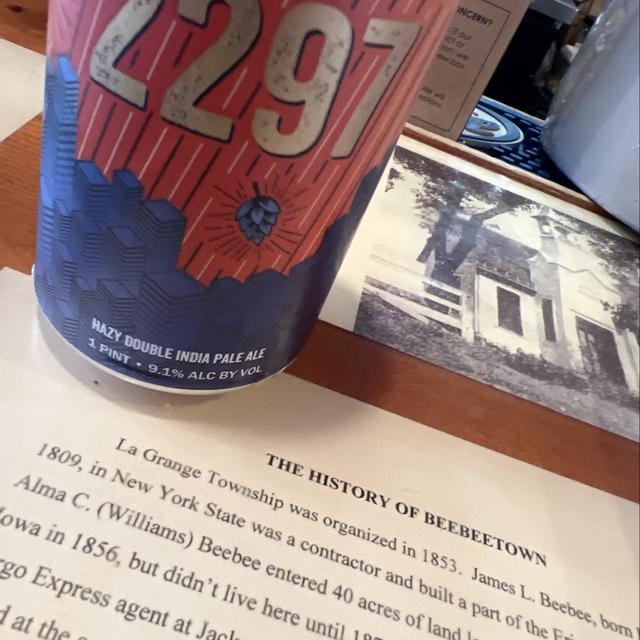 2297
HAZY DOUBLE INDIA PALE ALE
1 PINT • 9.1% ALC BY VOL
THE HISTORY OF BEEBEETOWN
La Grange Township was organized in 1853. James L. Beebee, born
1809, in New York State was a contractor and built a part of the
Alma C. (Williams) Beebee entered 40 acres of land
Iowa in 1856, but didn't live here until
Express agent at
at the